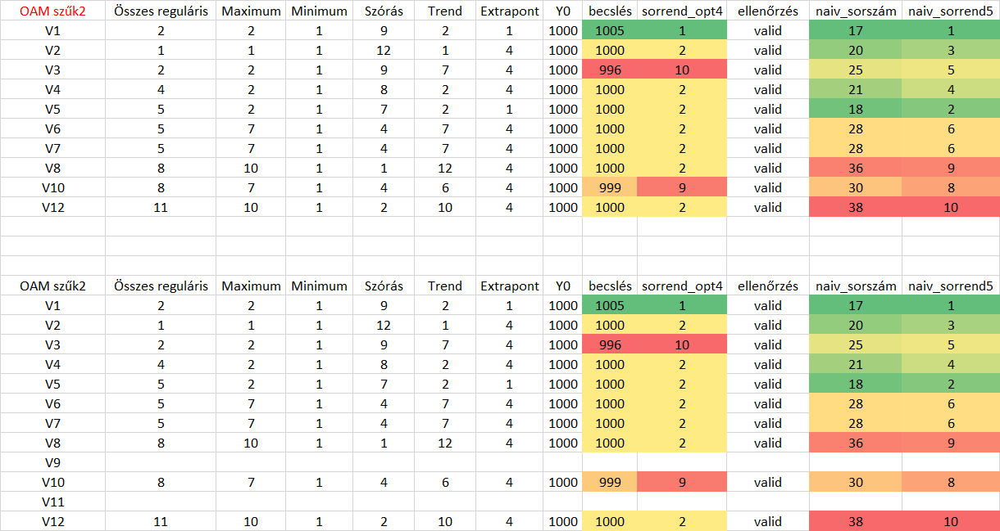 OAM szűk2 Összes reguláris Maximum Minimum Szórás Trend Extrapont Y0 becslés sorrend_opt4 ellenőrzés naiv_sorszám naiv_sorrend5
V1 2 2 1 9 2 1 1000 1005 1 valid 17 1
V2 1 1 1 12 1 4 1000 1000 2 valid 20 3
V3 2 2 1 9 7 4 1000 996 10 valid 25 5
V4 4 2 1 8 2 4 1000 1000 2 valid 21 4
V5 5 2 1 7 2 1 1000 1000 2 valid 18 2
V6 5 7 1 4 7 4 1000 1000 2 valid 28 6
V7 5 7 1 4 7 4 1000 1000 2 valid 28 6
V8 8 10 1 1 12 4 1000 1000 2 valid 36 9
V10 8 7 1 4 6 4 1000 999 9 valid 30 8
V12 11 10 1 2 10 4 1000 1000 2 valid 38 10
OAM szűk2 Összes reguláris Maximum Minimum Szórás Trend Extrapont Y0 becslés sorrend_opt4 ellenőrzés naiv_sorszám naiv_sorrend5
V1 2 2 1 9 2 1 1000 1005 1 valid 17 1
V2 1 1 1 12 1 4 1000 1000 2 valid 20 3
V3 2 2 1 9 7 4 1000 996 10 valid 25 5
V4 4 2 1 8 2 4 1000 1000 2 valid 21 4
V5 5 2 1 7 2 1 1000 1000 2 valid 18 2
V6 5 7 1 4 7 4 1000 1000 2 valid 28 6
V7 5 7 1 4 7 4 1000 1000 2 valid 28 6
V8 8 10 1 1 12 4 1000 1000 2 valid 36 9
V9
V10 8 7 1 4 6 4 1000 999 9 valid 30 8
V11
V12 11 10 1 2 10 4 1000 1000 2 valid 38 10